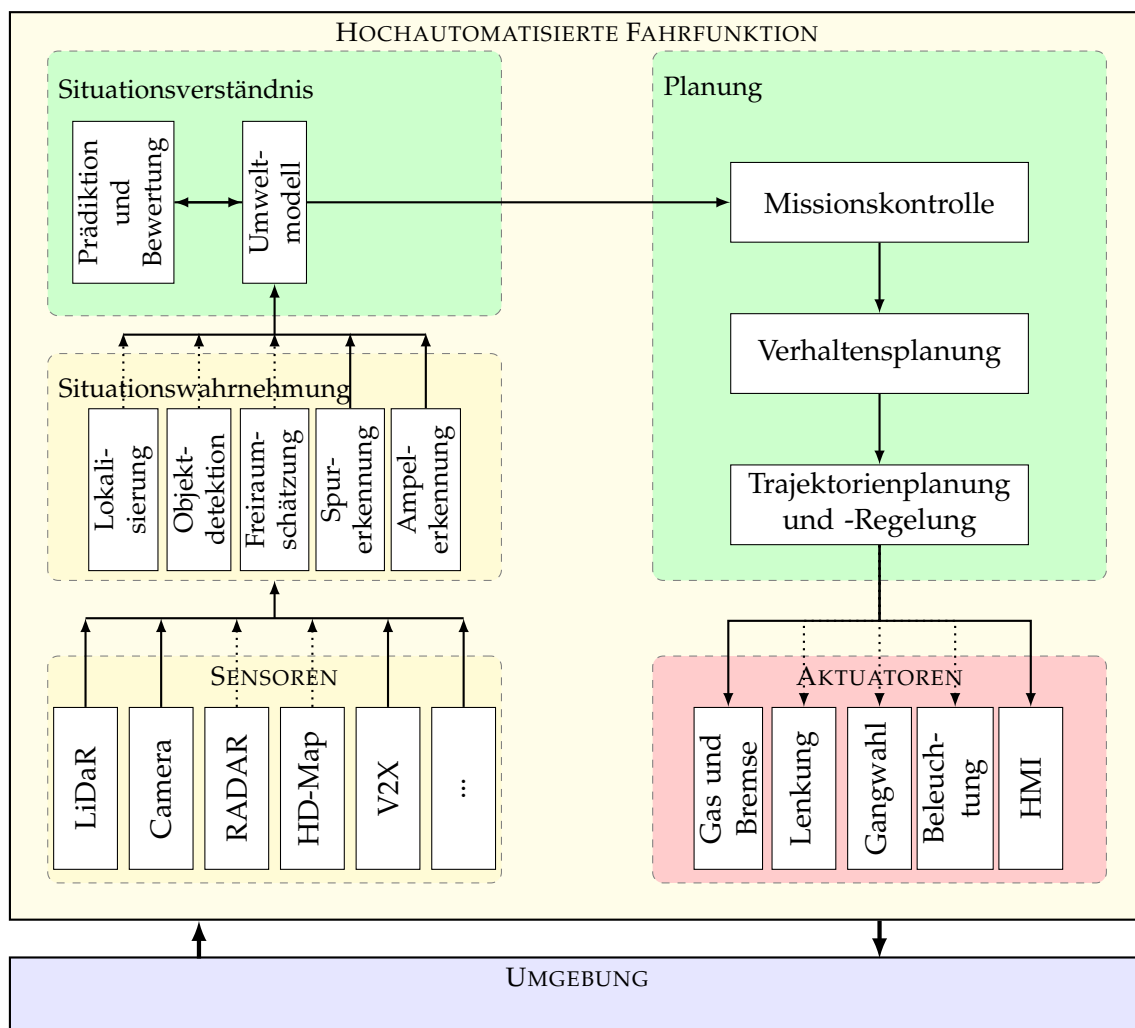 HOCHAUTOMATISIERTE FAHRFUNKTION
Situationsverständnis
Prädiktion
und
Bewertung
Umwelt-
modell
Situationswahrnehmung
Lokali-
sierung
Objekt-
detektion
Freiraum-
schätzung
Spur-
erkennung
Ampel-
erkennung
SENSOREN
LiDaR
Camera
RADAR
HD-Map
V2X
...
Planung
Missionskontrolle
Verhaltensplanung
Trajektorienplanung
und -Regelung
AKTUATOREN
Gas und
Bremse
Lenkung
Gangwahl
Beleuch-
tung
HMI
UMGEBUNG